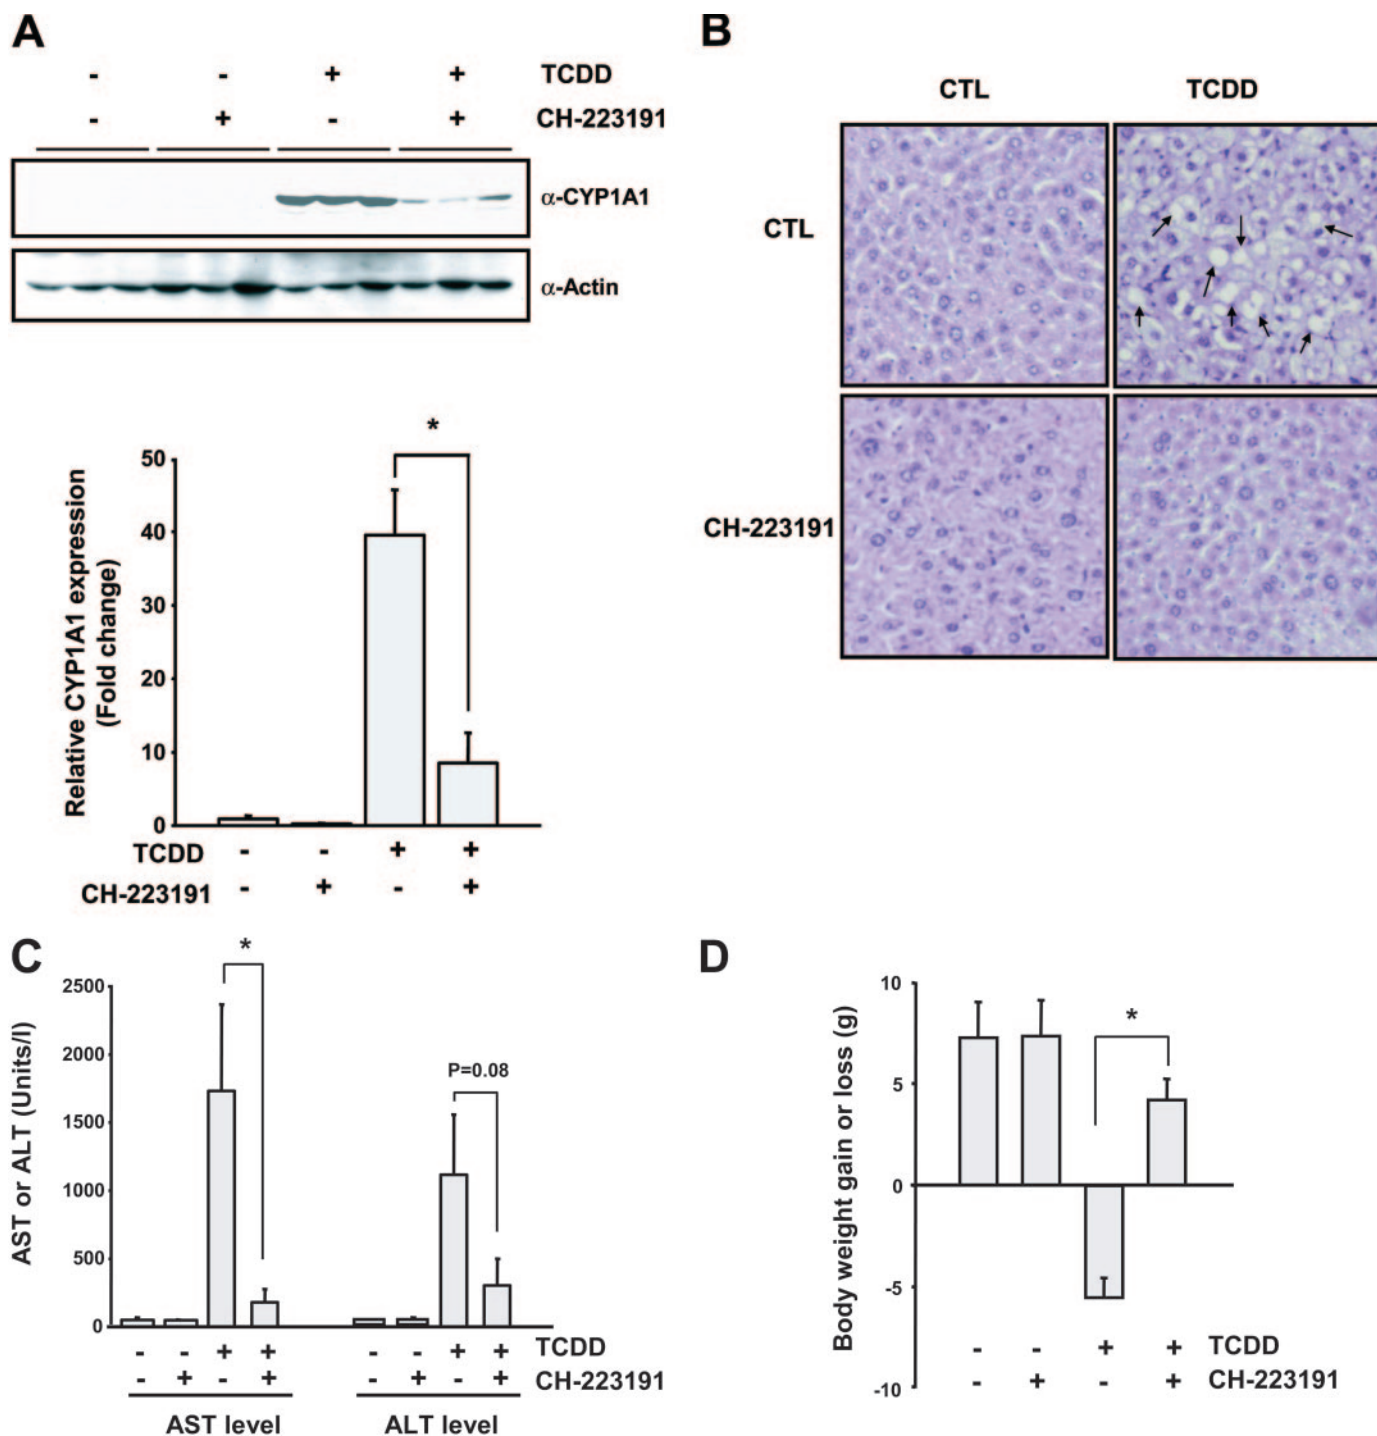 A
- - + + TCDD
- + - + CH-223191
α-CYP1A1
α-Actin
*
Relative CYP1A1 expression
(Fold change)
50
40
30
20
10
0
TCDD - - + +
CH-223191 - + - +
B
CTL TCDD
CTL
CH-223191
C
*
P=0.08
AST or ALT (Units/l)
2500
2000
1500
1000
500
0
- - + + - - + + TCDD
- + - + - + - + CH-223191
AST level ALT level
D
*
Body weight gain or loss (g)
10
5
0
-5
-10
- - + + TCDD
- + - + CH-223191